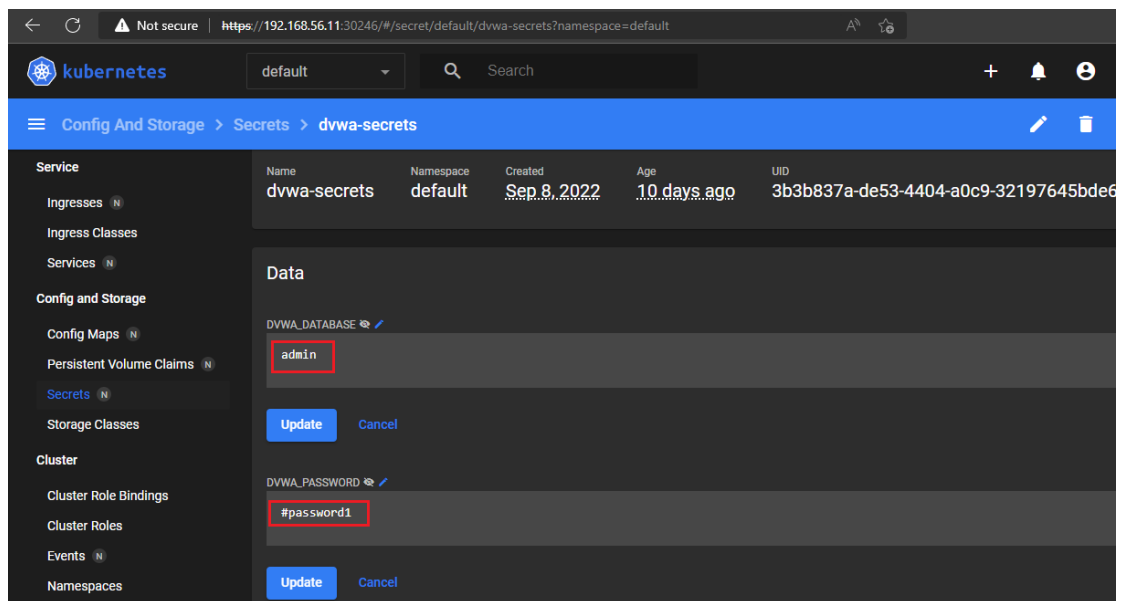 Not secure https://192.168.56.11:30246/#/secret/default/dvwa-secrets?namespace=default
kubernetes default Search
Config And Storage > Secrets > dvwa-secrets
Service
Ingresses N
Ingress Classes
Services N
Config and Storage
Config Maps N
Persistent Volume Claims N
Secrets N
Storage Classes
Cluster
Cluster Role Bindings
Cluster Roles
Events N
Namespaces
Name Namespace Created Age UID
dvwa-secrets default Sep 8, 2022 10 days ago 3b3b837a-de53-4404-a0c9-32197645bde6
Data
DVWA_DATABASE
admin
Update Cancel
DVWA_PASSWORD
#password1
Update Cancel